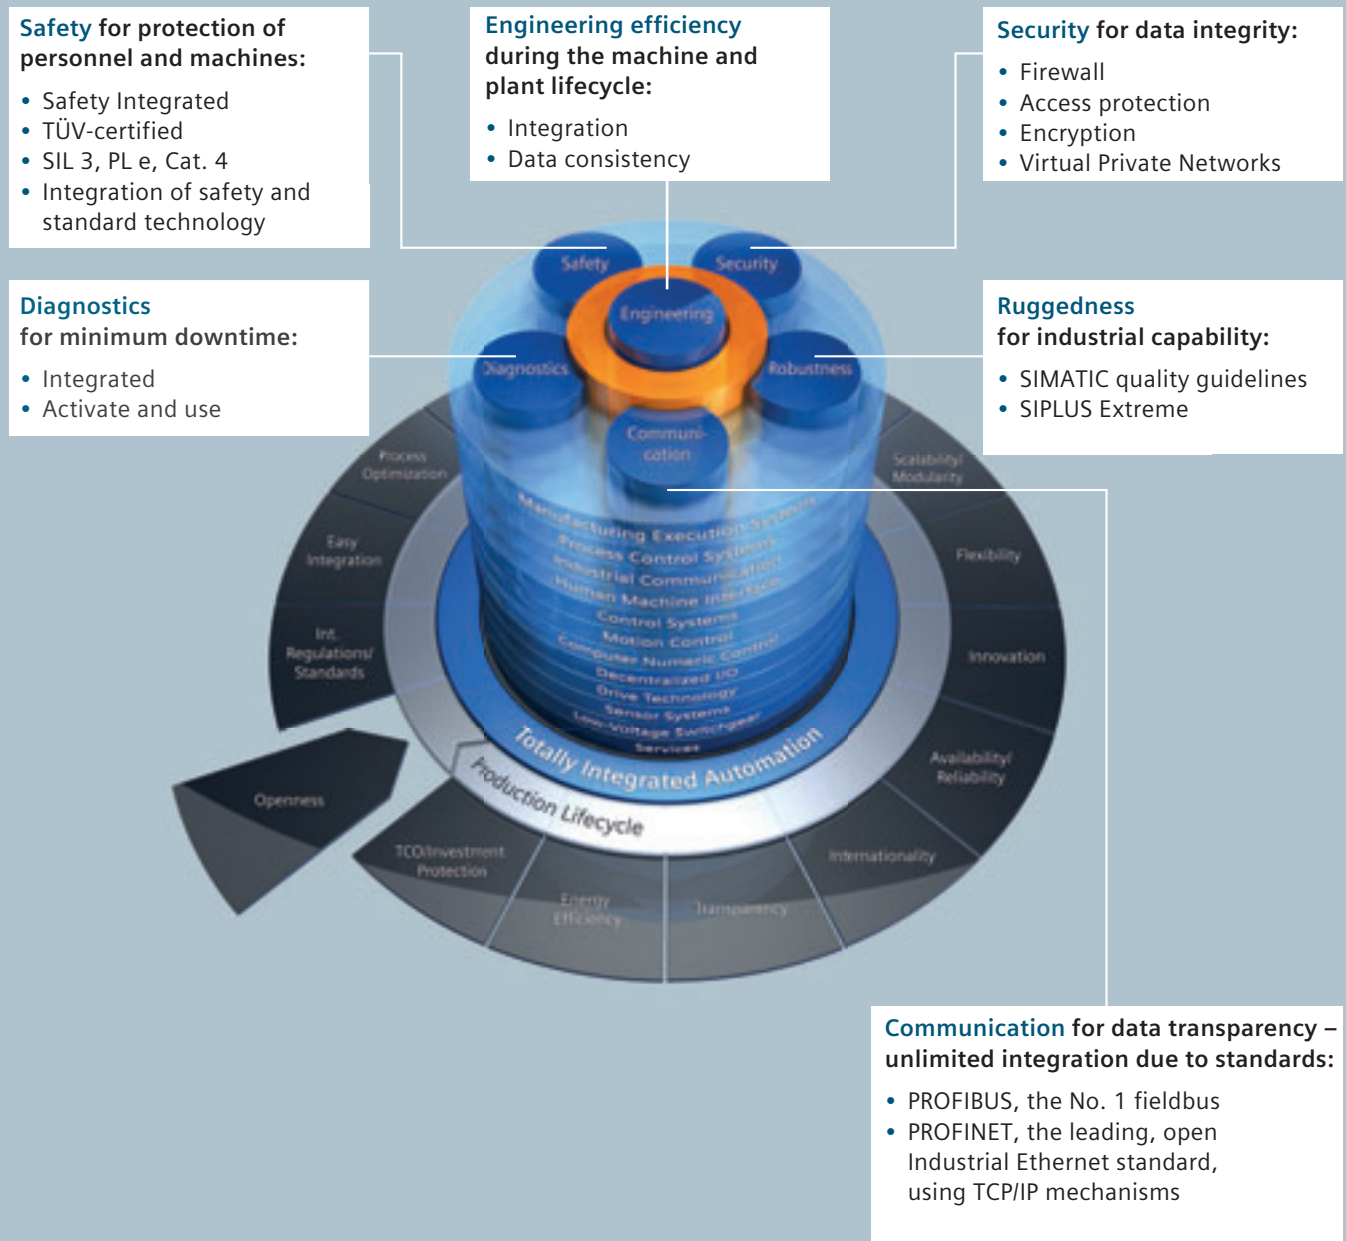 Safety for protection of
personnel and machines:
• Safety Integrated
• TÜV-certified
• SIL 3, PL e, Cat. 4
• Integration of safety and
standard technology
Engineering efficiency
during the machine and
plant lifecycle:
• Integration
• Data consistency
Security for data integrity:
• Firewall
• Access protection
• Encryption
• Virtual Private Networks
Diagnostics
for minimum downtime:
• Integrated
• Activate and use
Ruggedness
for industrial capability:
• SIMATIC quality guidelines
• SIPLUS Extreme
Safety
Security
Engineering
Diagnostics
Robustness
Communi-
cation
Process
Optimization
Scalability/
Modularity
Easy
Integration
Flexibility
Int.
Regulations/
Standards
Innovation
Manufacturing Execution Systems
Process Control Systems
Industrial Communication
Human Machine Interface
Control Systems
Motion Control
Computer Numeric Control
Decentralized I/O
Drive Technology
Sensor Systems
Low-Voltage Switchgear
Services
Totally Integrated Automation
Production Lifecycle
Availability/
Reliability
Openness
TCO/Investment
Protection
Internationality
Energy
Efficiency
Transparency
Communication for data transparency –
unlimited integration due to standards:
• PROFIBUS, the No. 1 fieldbus
• PROFINET, the leading, open
Industrial Ethernet standard,
using TCP/IP mechanisms